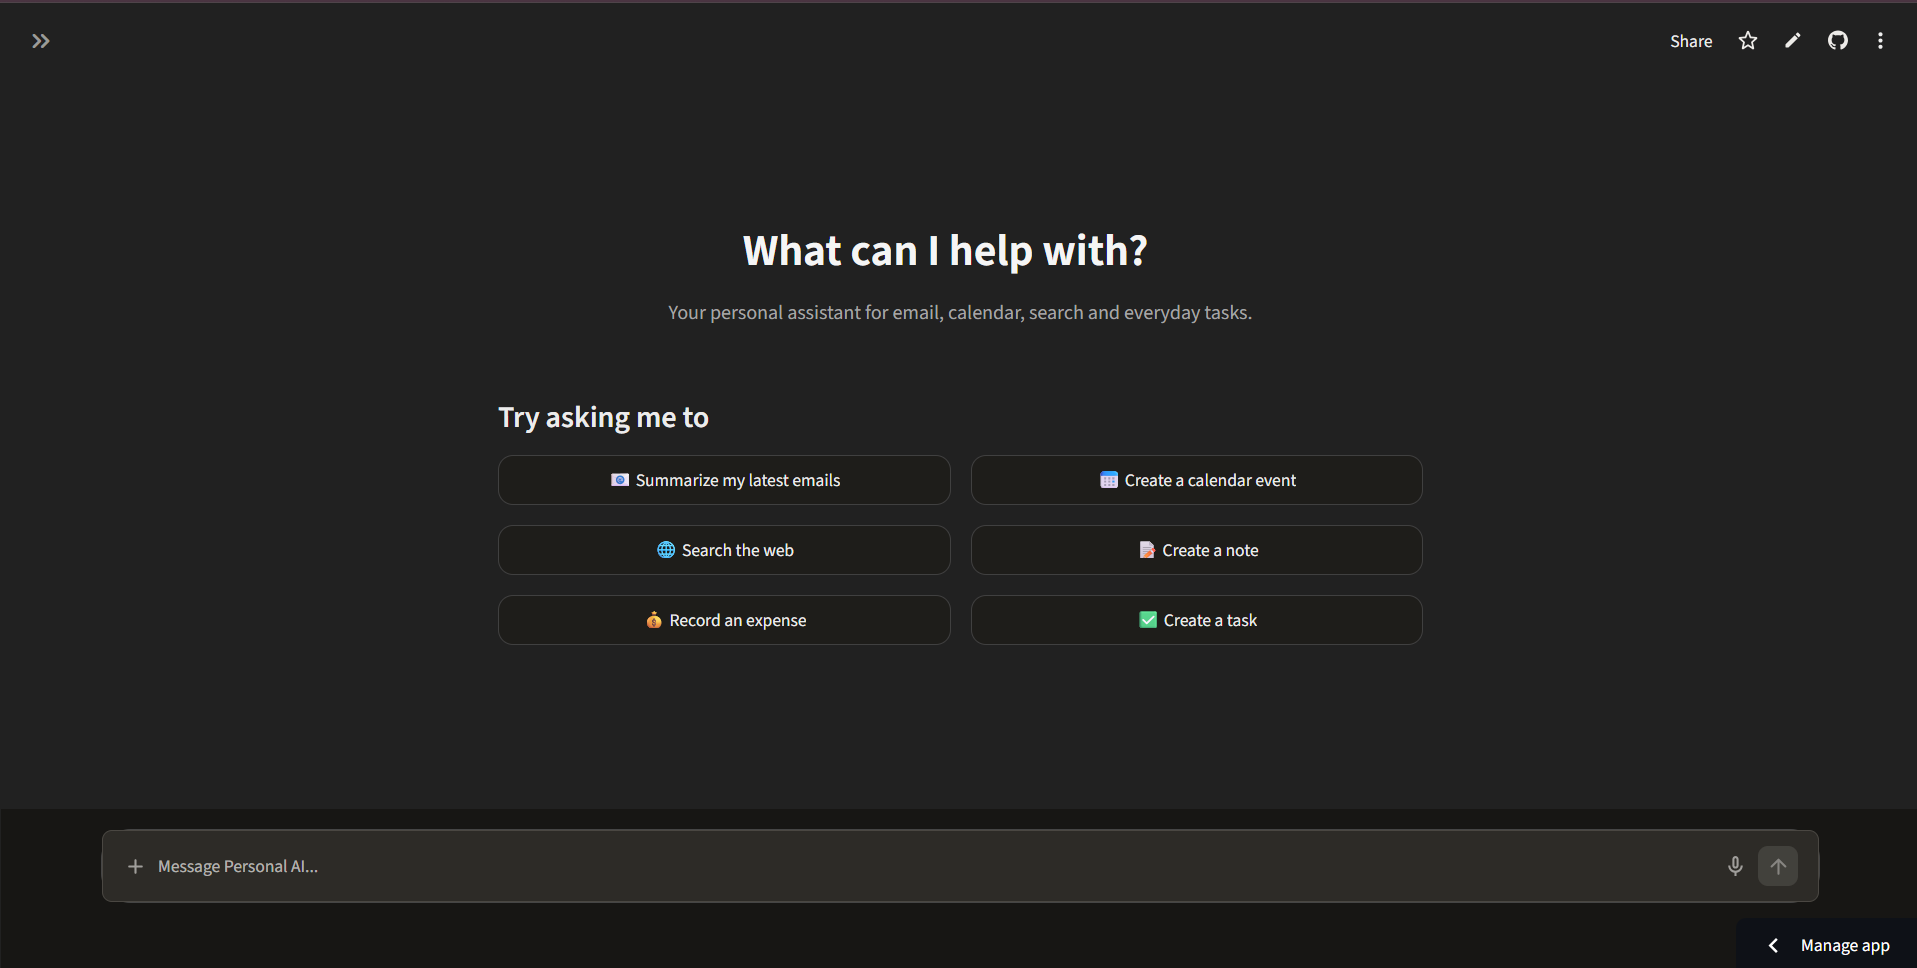 Share
What can I help with?
Your personal assistant for email, calendar, search and everyday tasks.
Try asking me to
Summarize my latest emails
Create a calendar event
Search the web
Create a note
Record an expense
Create a task
Message Personal AI...
Manage app